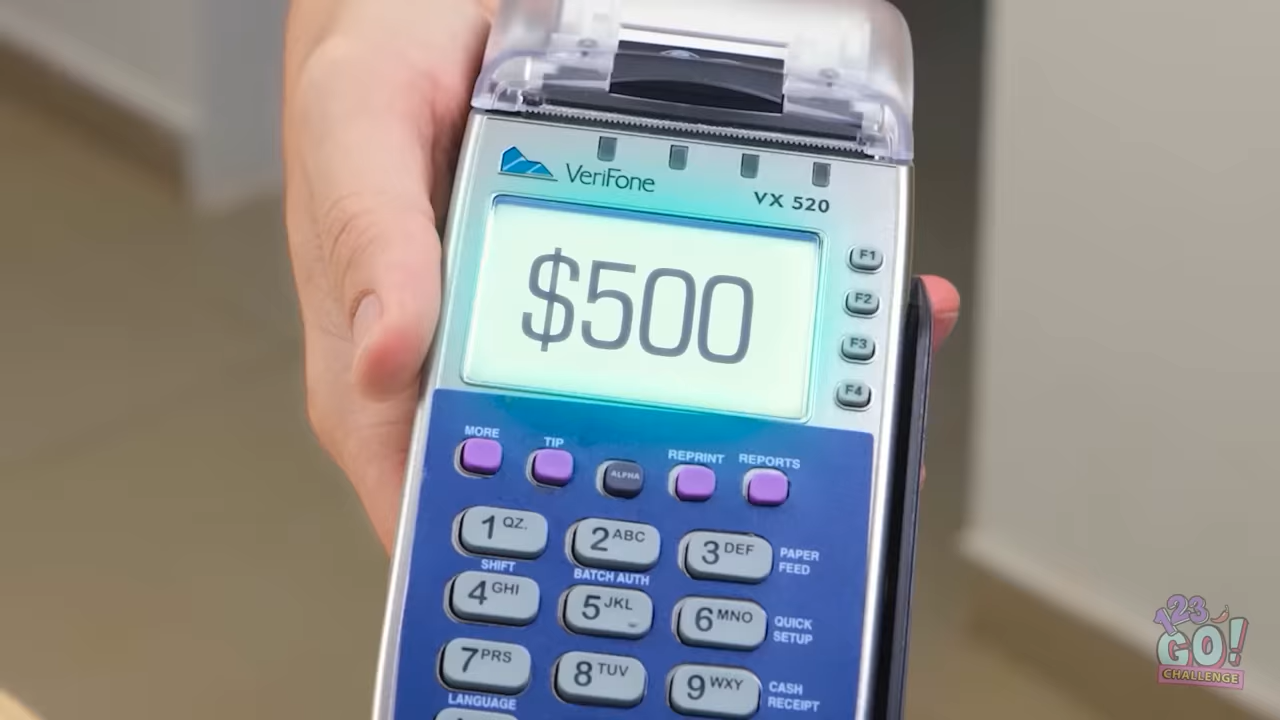 VeriFone
VX 520
$500
F1
F2
F3
F4
MORE
TIP
ALPHA
REPRINT
REPORTS
1 QZ.
2 ABC
3 DEF
PAPER
FEED
SHIFT
BATCH AUTH
4 GHI
5 JKL
6 MNO
QUICK
SETUP
7 PRS
8 TUV
9 WXY
CASH
RECEIPT
LANGUAGE
123
GO!
CHALLENGE